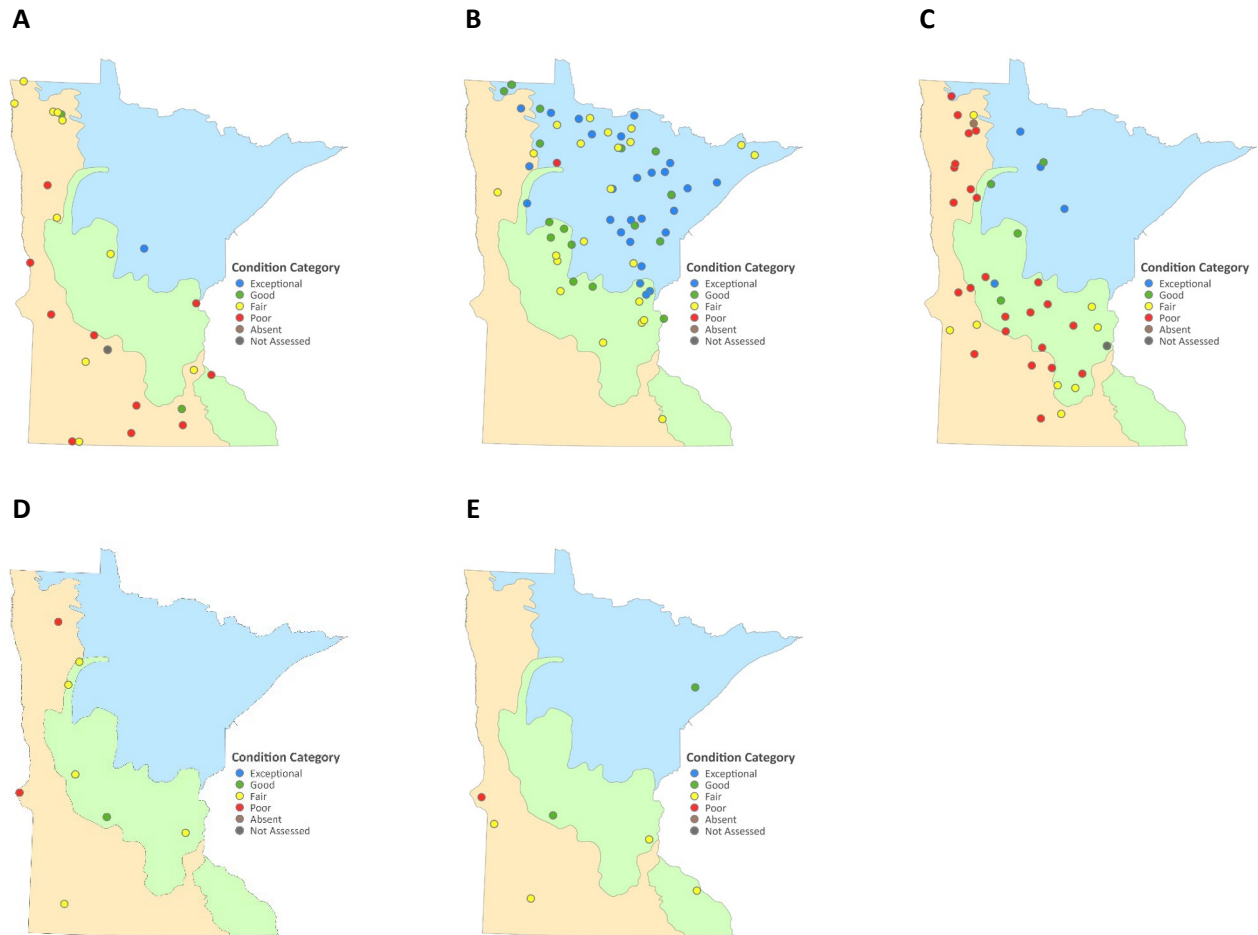 A
B
C
Condition Category
Exceptional
Good
Fair
Poor
Absent
Not Assessed
Condition Category
Exceptional
Good
Fair
Poor
Absent
Not Assessed
Condition Category
Exceptional
Good
Fair
Poor
Absent
Not Assessed
D
E
Condition Category
Exceptional
Good
Fair
Poor
Absent
Not Assessed
Condition Category
Exceptional
Good
Fair
Poor
Absent
Not Assessed